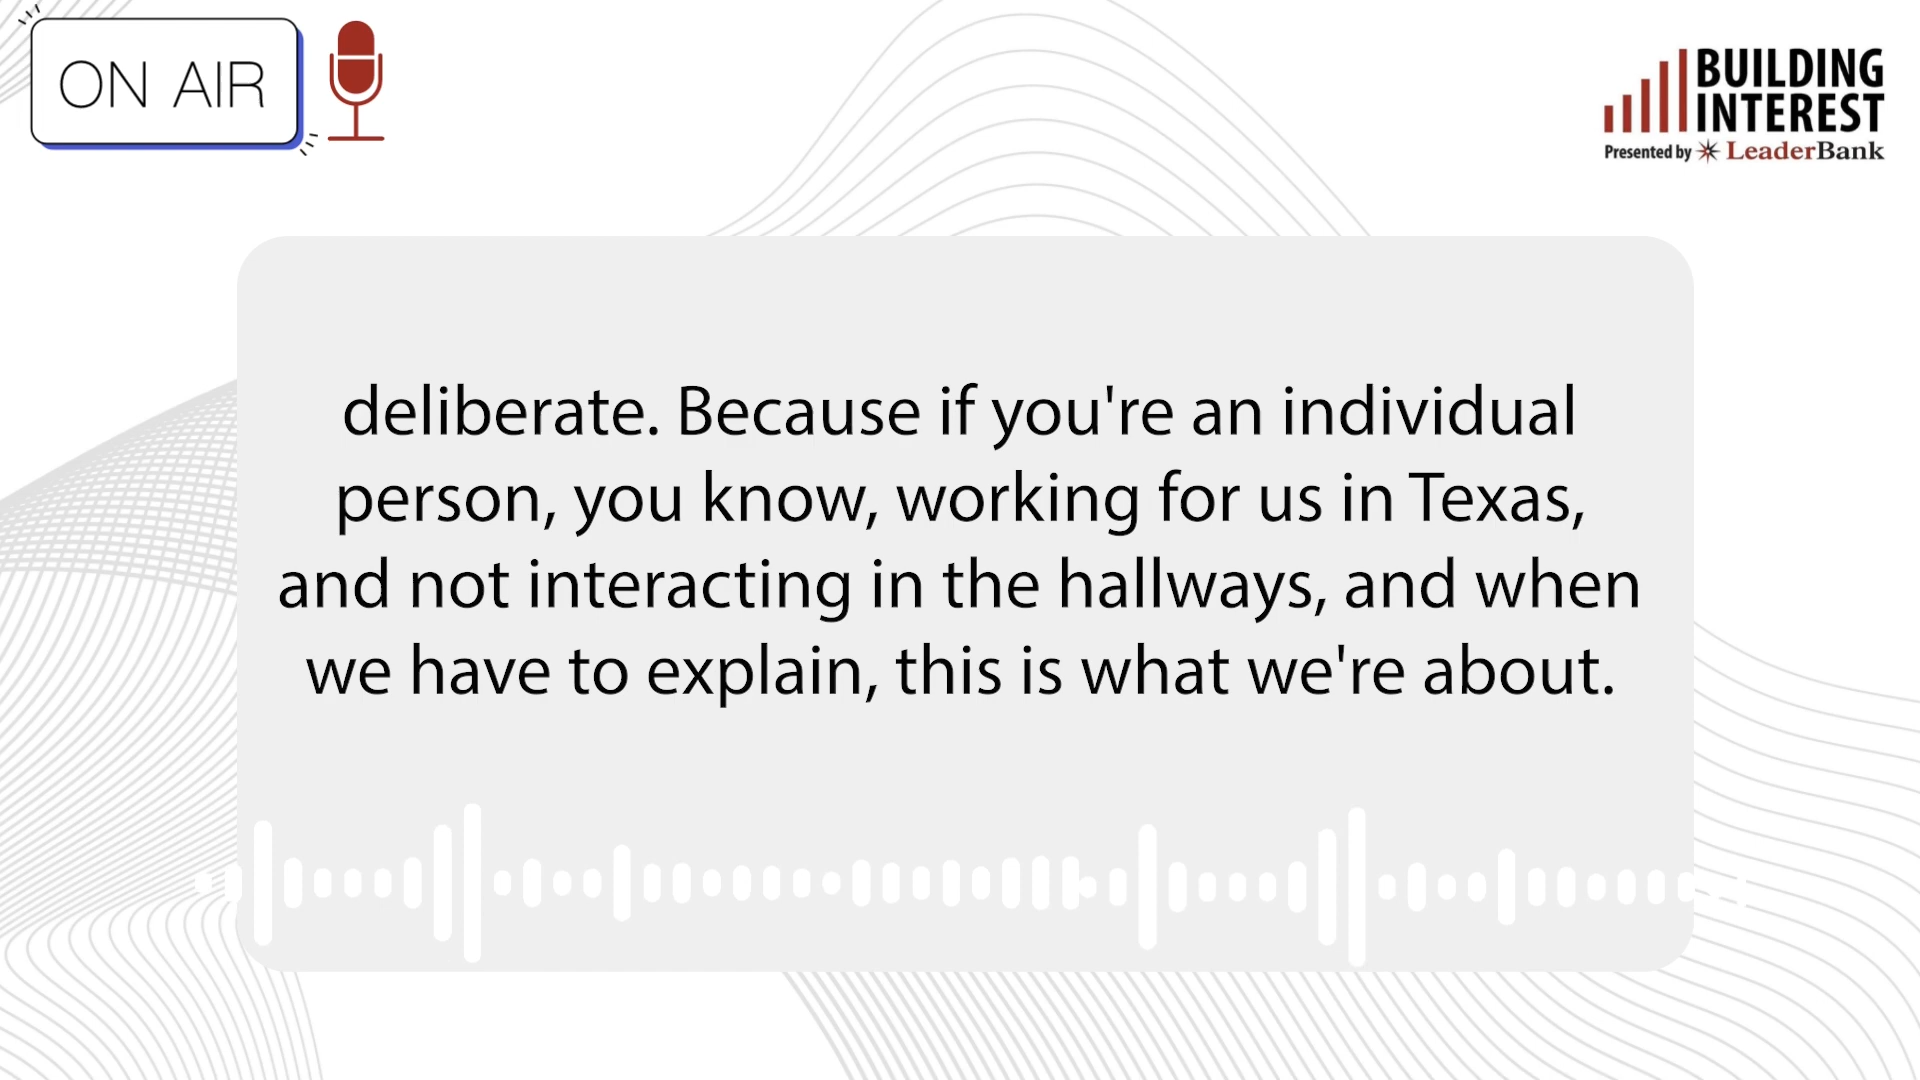 ON AIR
BUILDING
INTEREST
Presented by LeaderBank
deliberate. Because if you're an individual
person, you know, working for us in Texas,
and not interacting in the hallways, and when
we have to explain, this is what we're about.